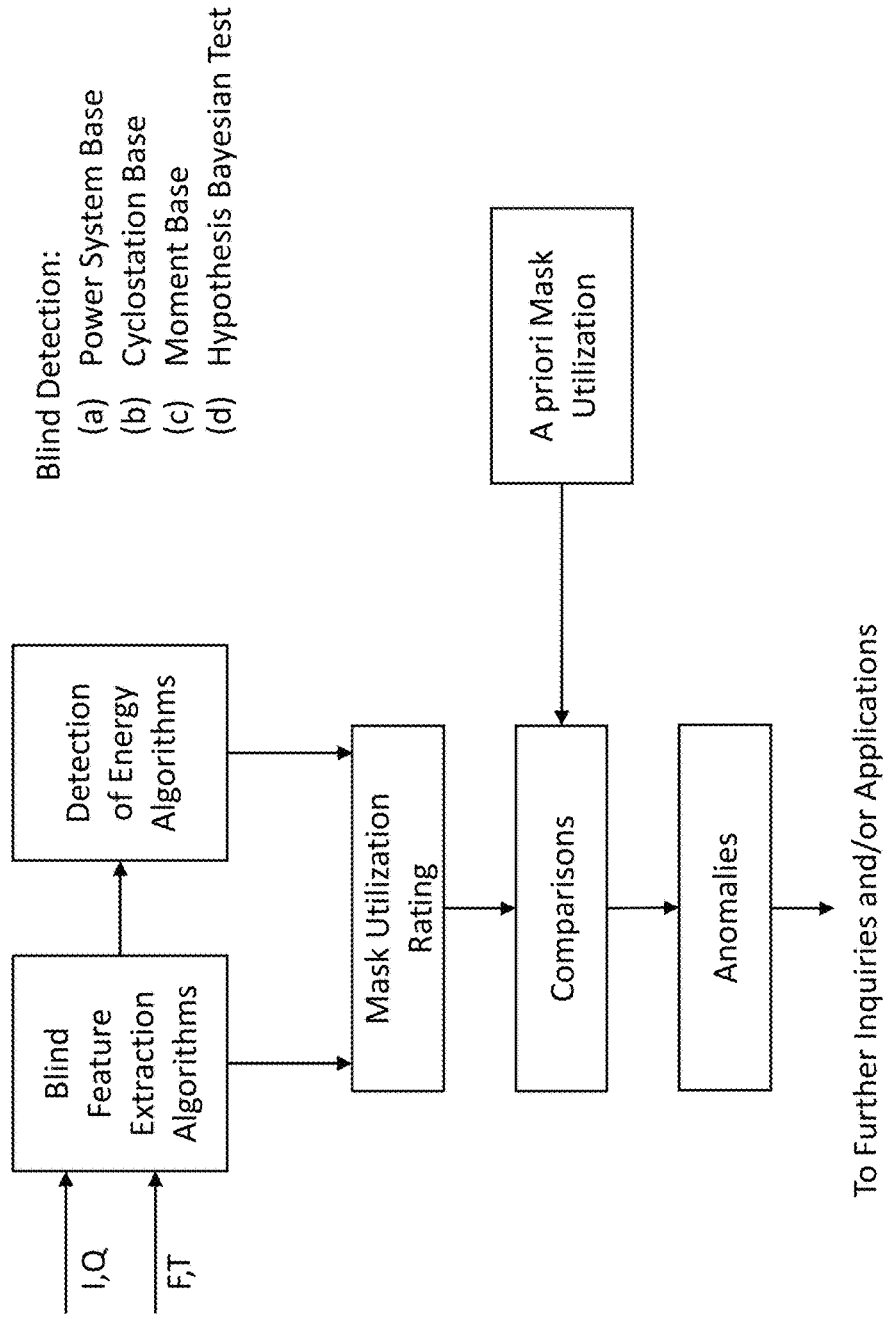 I,Q
F,T
Blind
Feature
Extraction
Algorithms
Detection
of Energy
Algorithms
Blind Detection:
(a) Power System Base
(b) Cyclostation Base
(c) Moment Base
(d) Hypothesis Bayesian Test
Mask Utilization
Rating
Comparisons
A priori Mask
Utilization
Anomalies
To Further Inquiries and/or Applications